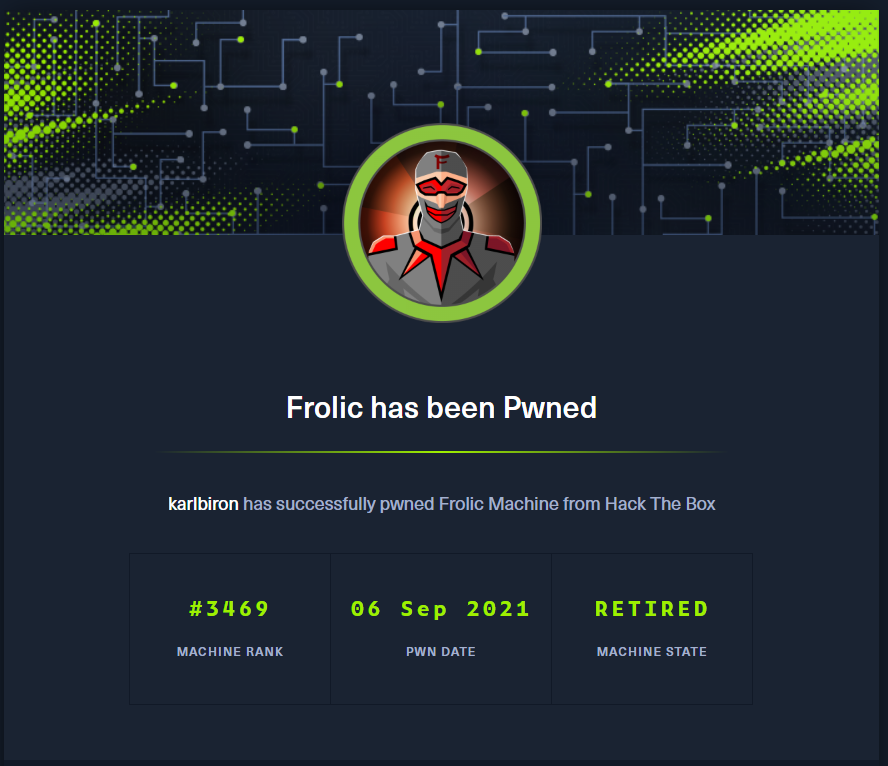 F
Frolic has been Pwned
karlbiron has successfully pwned Frolic Machine from Hack The Box
#3469 06 Sep 2021 RETIRED
MACHINE RANK PWN DATE MACHINE STATE